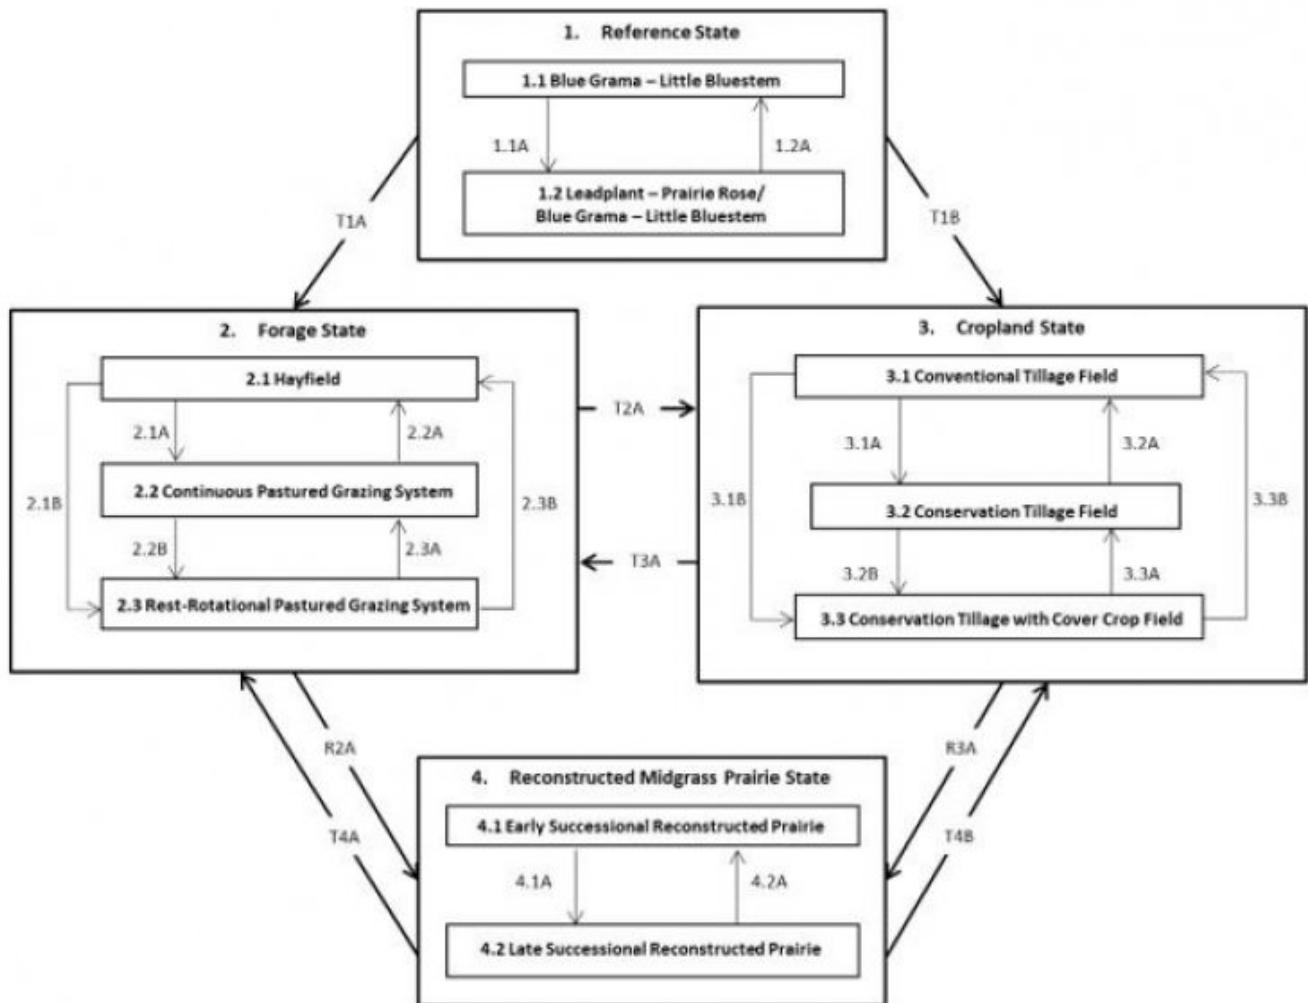 1. Reference State
1.1 Blue Grama – Little Bluestem
1.1A
1.2A
1.2 Leadplant – Prairie Rose/
Blue Grama – Little Bluestem
T1A
T1B
2. Forage State
2.1 Hayfield
2.1A
2.2A
2.2 Continuous Pastured Grazing System
2.1B
2.3B
2.2B
2.3A
2.3 Rest-Rotational Pastured Grazing System
T2A
T3A
3. Cropland State
3.1 Conventional Tillage Field
3.1A
3.2A
3.2 Conservation Tillage Field
3.1B
3.3B
3.2B
3.3A
3.3 Conservation Tillage with Cover Crop Field
R2A
T4A
R3A
T4B
4. Reconstructed Midgrass Prairie State
4.1 Early Successional Reconstructed Prairie
4.1A
4.2A
4.2 Late Successional Reconstructed Prairie